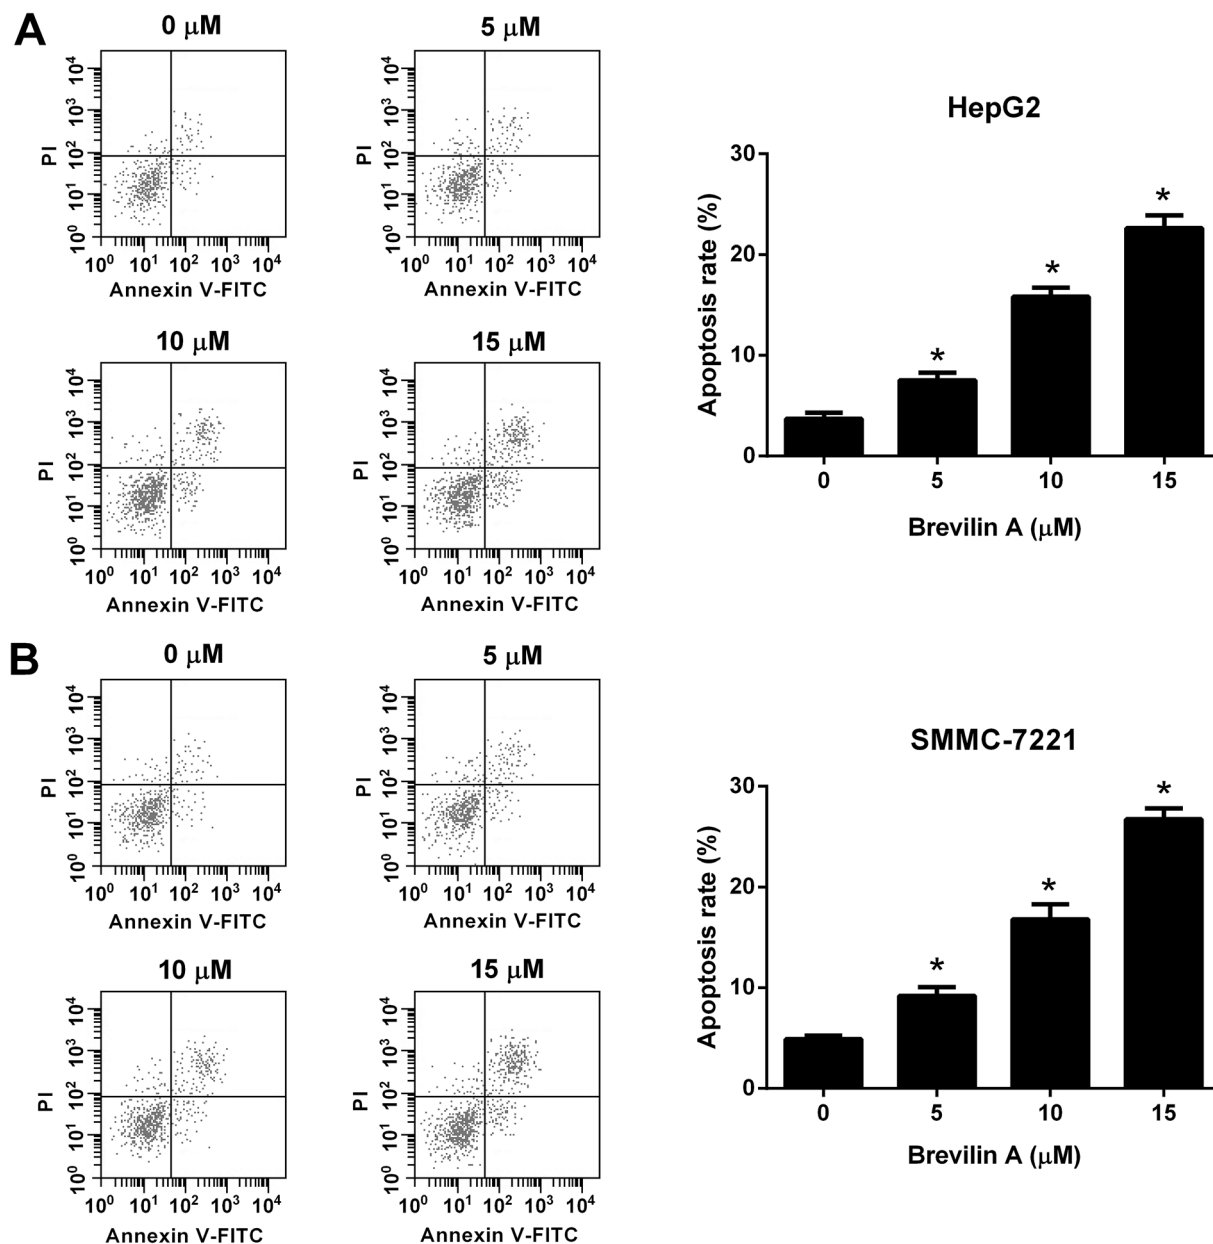 A
0 μM
PI
10⁴
10³
10²
10¹
10⁰
10⁰ 10¹ 10² 10³ 10⁴
Annexin V-FITC
5 μM
PI
10⁴
10³
10²
10¹
10⁰
10⁰ 10¹ 10² 10³ 10⁴
Annexin V-FITC
10 μM
PI
10⁴
10³
10²
10¹
10⁰
10⁰ 10¹ 10² 10³ 10⁴
Annexin V-FITC
15 μM
PI
10⁴
10³
10²
10¹
10⁰
10⁰ 10¹ 10² 10³ 10⁴
Annexin V-FITC
HepG2
Apoptosis rate (%)
30
20
10
0
*
*
*
0 5 10 15
Brevilin A (μM)
B
0 μM
PI
10⁴
10³
10²
10¹
10⁰
10⁰ 10¹ 10² 10³ 10⁴
Annexin V-FITC
5 μM
PI
10⁴
10³
10²
10¹
10⁰
10⁰ 10¹ 10² 10³ 10⁴
Annexin V-FITC
10 μM
PI
10⁴
10³
10²
10¹
10⁰
10⁰ 10¹ 10² 10³ 10⁴
Annexin V-FITC
15 μM
PI
10⁴
10³
10²
10¹
10⁰
10⁰ 10¹ 10² 10³ 10⁴
Annexin V-FITC
SMMC-7221
Apoptosis rate (%)
30
20
10
0
*
*
*
0 5 10 15
Brevilin A (μM)